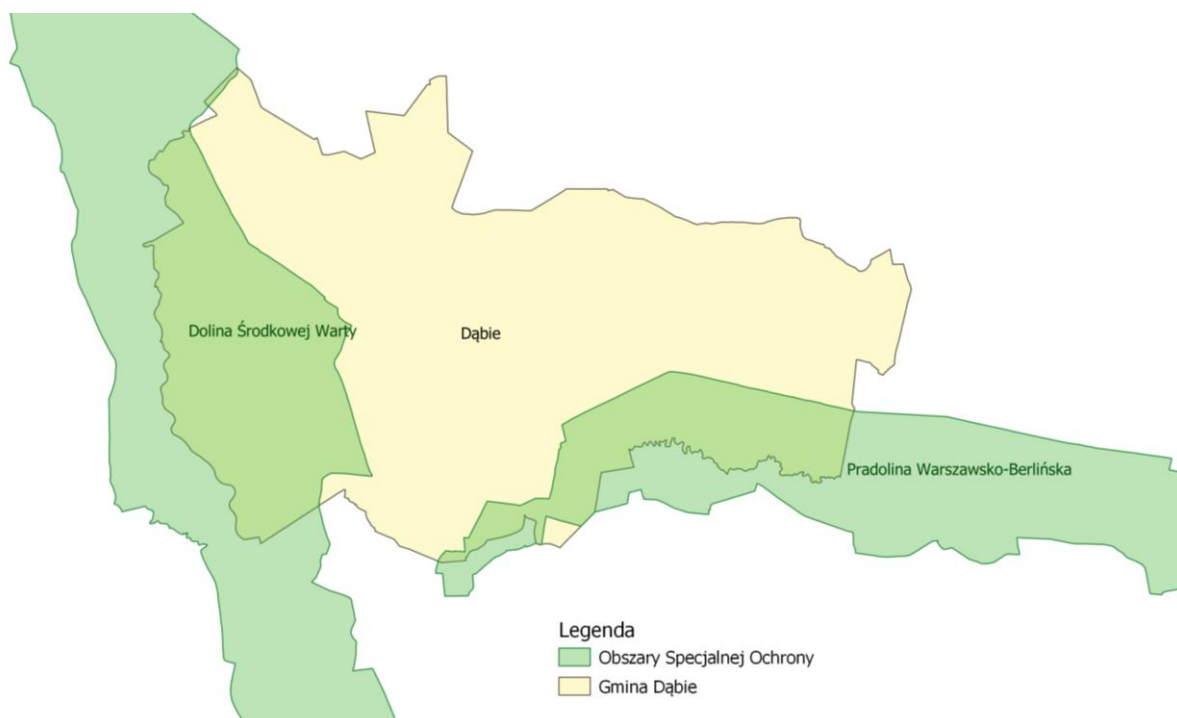 Dolina Środkowej Warty
Dąbie
Pradolina Warszawsko-Berlińska
Legenda
Obszary Specjalnej Ochrony
Gmina Dąbie